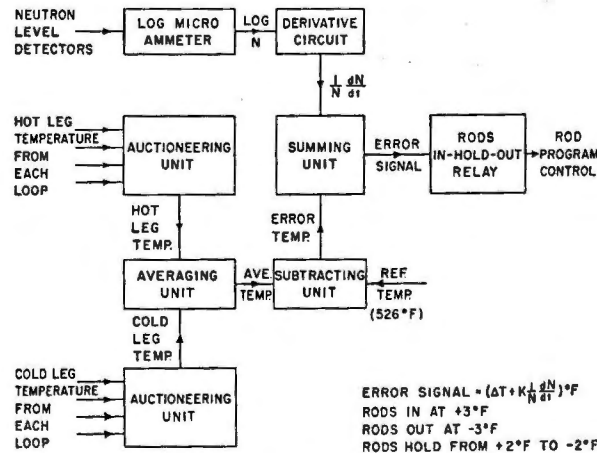 NEUTRON
LEVEL
DETECTORS
LOG MICRO
AMMETER
LOG
N
DERIVATIVE
CIRCUIT
1/N dN/dt
HOT LEG
TEMPERATURE
FROM
EACH
LOOP
AUCTIONEERING
UNIT
SUMMING
UNIT
ERROR
SIGNAL
RODS
IN-HOLD-OUT
RELAY
ROD
PROGRAM
CONTROL
HOT
LEG
TEMP.
ERROR
TEMP.
AVERAGING
UNIT
AVE.
TEMP.
SUBTRACTING
UNIT
REF.
TEMP.
(526°F)
COLD
LEG
TEMP.
COLD LEG
TEMPERATURE
FROM
EACH
LOOP
AUCTIONEERING
UNIT
ERROR SIGNAL = (ΔT+K 1/N dN/dt)°F
RODS IN AT +3°F
RODS OUT AT -3°F
RODS HOLD FROM +2°F TO -2°F